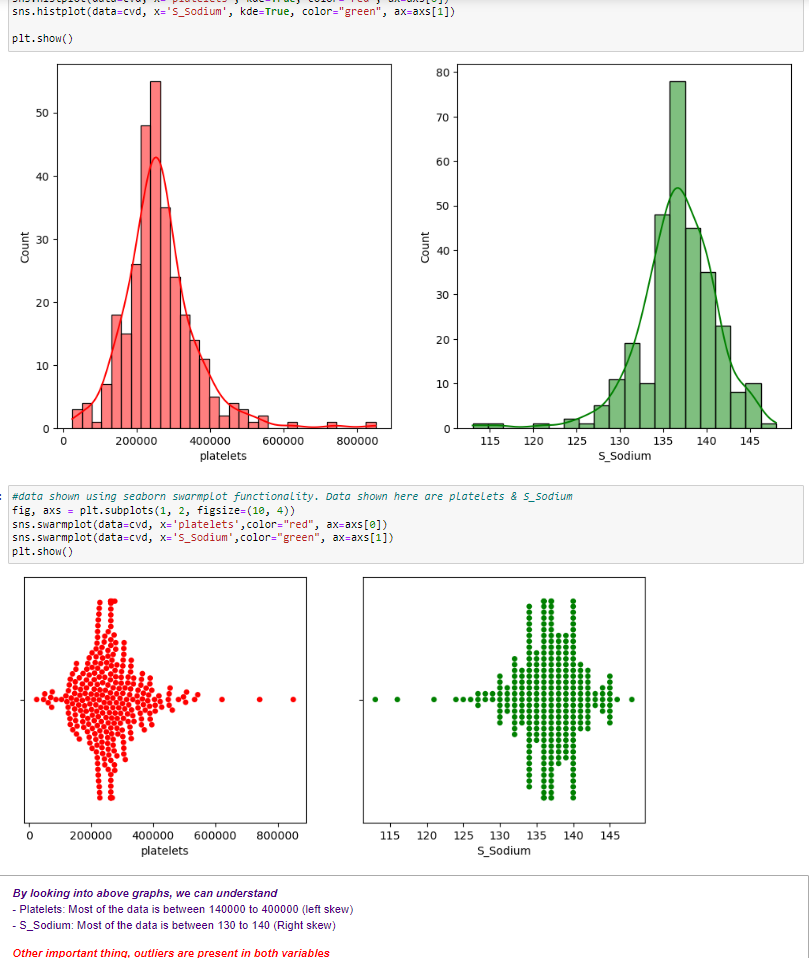 sns.histplot(data=cvd, x='S_Sodium', kde=True, color="green", ax=axs[1])
plt.show()
50
40
30
20
10
0
Count
0 200000 400000 600000 800000
platelets
80
70
60
50
40
30
20
10
0
Count
115 120 125 130 135 140 145
S_Sodium
#data shown using seaborn swarmplot functionality. Data shown here are platelets & S_Sodium
fig, axs = plt.subplots(1, 2, figsize=(10, 4))
sns.swarmplot(data=cvd, x='platelets',color="red", ax=axs[0])
sns.swarmplot(data=cvd, x='S_Sodium',color="green", ax=axs[1])
plt.show()
0 200000 400000 600000 800000
platelets
115 120 125 130 135 140 145
S_Sodium
By looking into above graphs, we can understand
- Platelets: Most of the data is between 140000 to 400000 (left skew)
- S_Sodium: Most of the data is between 130 to 140 (Right skew)
Other important thing, outliers are present in both variables